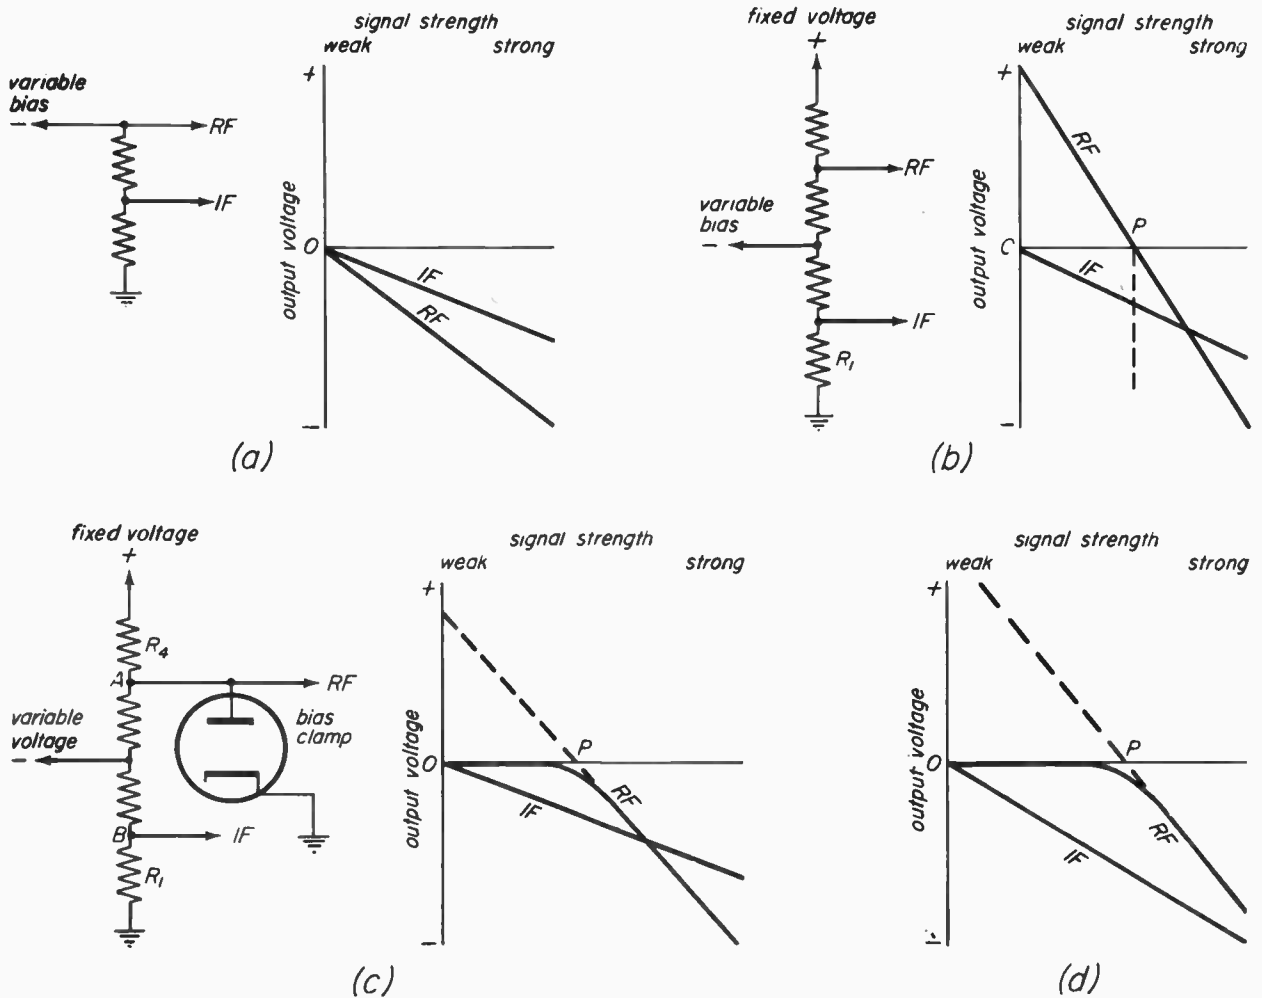 signal strength
weak strong
variable
bias
−
RF
IF
+
RF
IF
output voltage
0
−
(a)
fixed voltage
+
signal strength
weak strong
RF
variable
bias
−
IF
R1
+
RF
P
C
IF
output voltage
−
(b)
fixed voltage
+
R4
A
RF
variable
voltage
−
bias
clamp
B
IF
R1
signal strength
weak strong
+
P
0
RF
IF
output voltage
−
(c)
signal strength
weak strong
+
P
0
RF
IF
output voltage
−
(d)